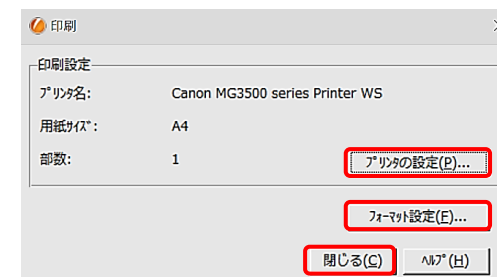 印刷
印刷設定
ﾌﾟﾘﾝﾀ名: Canon MG3500 series Printer WS
用紙ｻｲｽﾞ: A4
部数: 1
ﾌﾟﾘﾝﾀの設定(P)...
ﾌｫｰﾏｯﾄ設定(F)...
閉じる(C) ﾍﾙﾌﾟ(H)